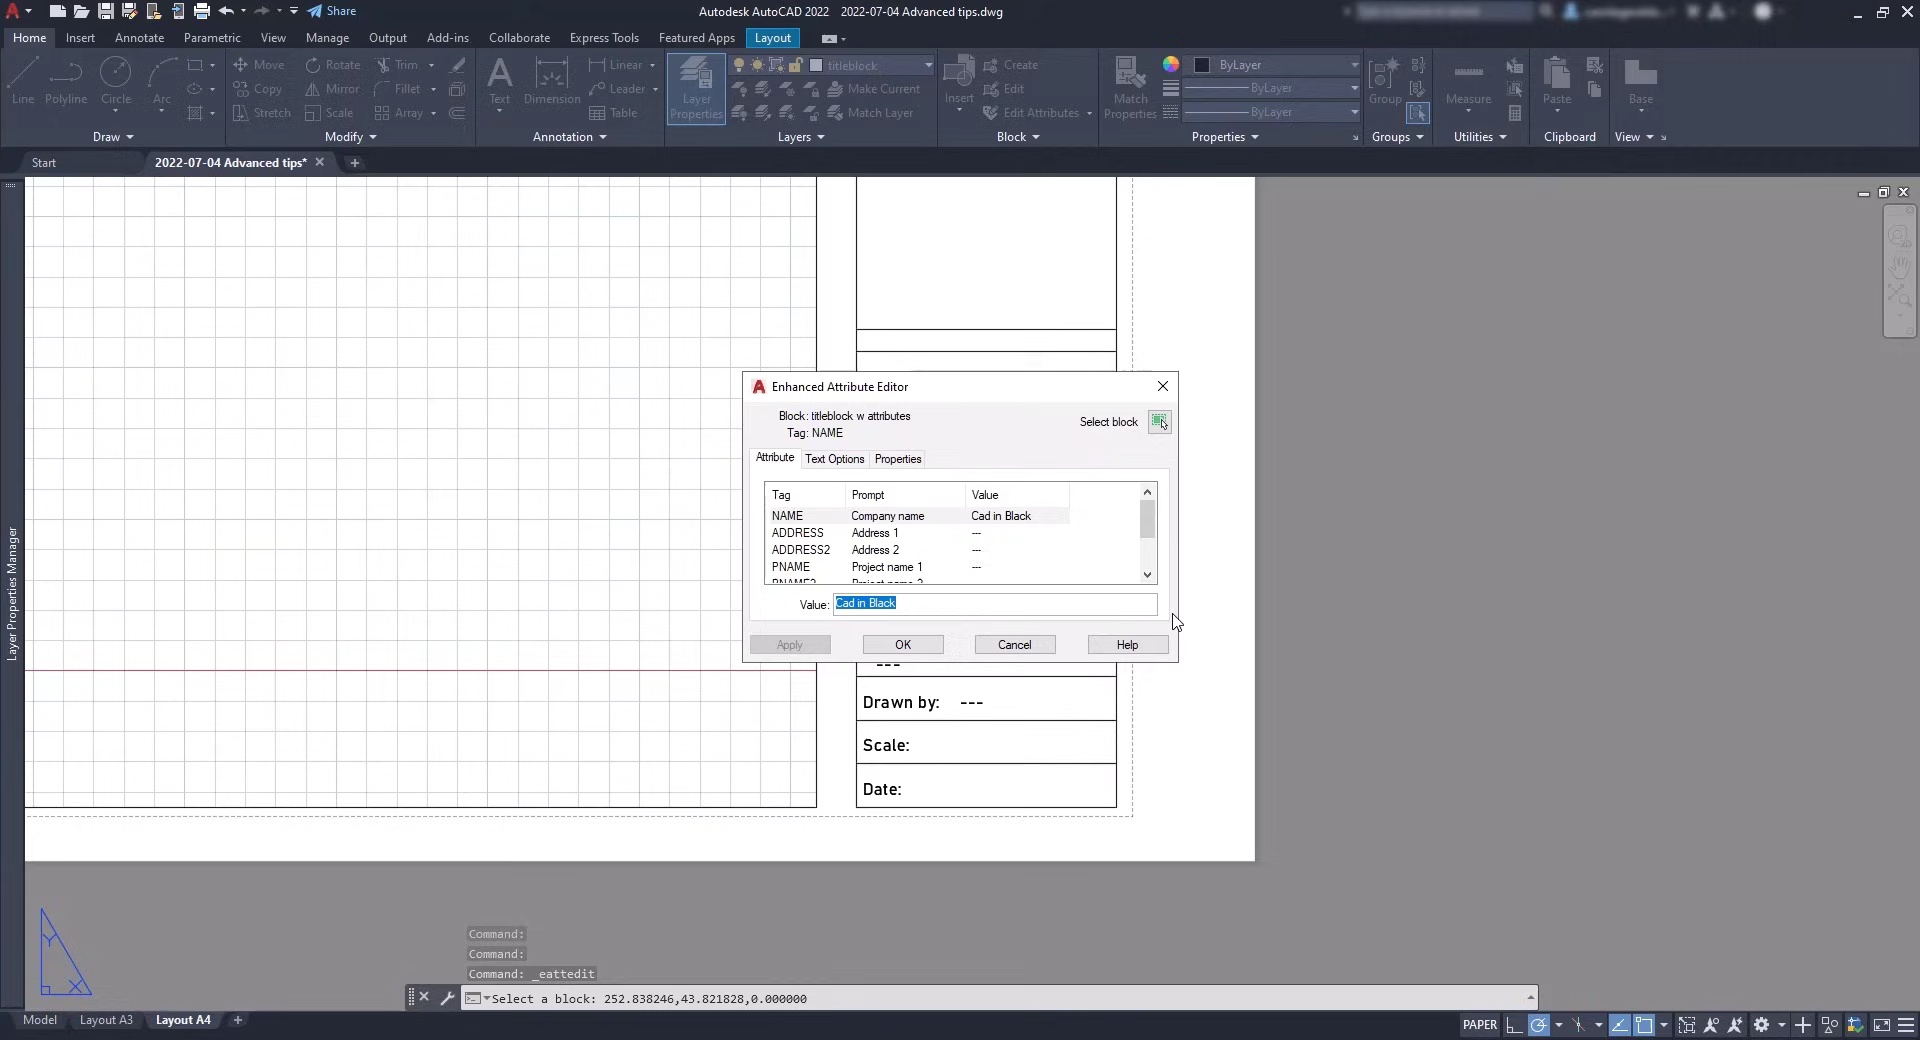 Share
Autodesk AutoCAD 2022 2022-07-04 Advanced tips.dwg
Home Insert Annotate Parametric View Manage Output Add-ins Collaborate Express Tools Featured Apps Layout
Line Polyline Circle Arc
Move Rotate Trim
Copy Mirror Fillet
Stretch Scale Array
Text Dimension
Linear
Leader
Table
Layer Properties
titleblock
Make Current
Match Layer
Insert
Create
Edit
Edit Attributes
Match Properties
ByLayer
ByLayer
ByLayer
Group
Measure
Paste
Base
Draw Modify Annotation Layers Block Properties Groups Utilities Clipboard View
Start 2022-07-04 Advanced tips*
Layer Properties Manager
Enhanced Attribute Editor
Block: titleblock w attributes
Tag: NAME
Select block
Attribute Text Options Properties
Tag Prompt Value
NAME Company name Cad in Black
ADDRESS Address 1 ---
ADDRESS2 Address 2 ---
PNAME Project name 1 ---
PNAME2 Project name 2
Value: Cad in Black
Apply OK Cancel Help
---
Drawn by: ---
Scale:
Date:
Y
X
Command:
Command:
Command: _eattedit
Select a block: 252.838246,43.821828,0.000000
Model Layout A3 Layout A4
PAPER